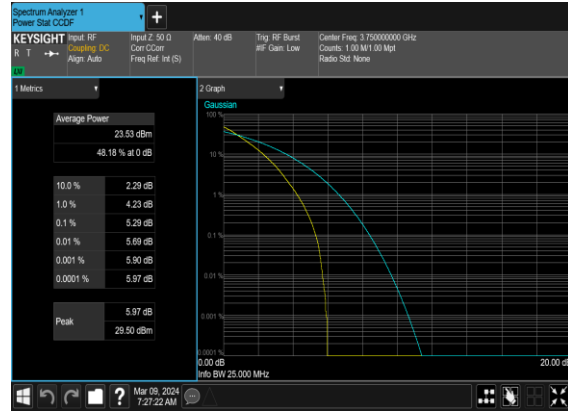 Spectrum Analyzer 1
Power Stat CCDF
KEYSIGHT
R T
LXI
Input: RF
Coupling: DC
Align: Auto
Input Z: 50 Ω
Corr CCorr
Freq Ref: Int (S)
Atten: 40 dB
Trig: RF Burst
#IF Gain: Low
Center Freq: 3.750000000 GHz
Counts: 1.00 M/1.00 Mpt
Radio Std: None
1 Metrics
Average Power
23.53 dBm
48.18 % at 0 dB
10.0 % 2.29 dB
1.0 % 4.23 dB
0.1 % 5.29 dB
0.01 % 5.69 dB
0.001 % 5.90 dB
0.0001 % 5.97 dB
Peak
5.97 dB
29.50 dBm
2 Graph
Gaussian
100 %
10 %
1 %
0.1 %
0.01 %
0.001 %
0.0001 %
0.00 dB
20.00 dB
Info BW 25.000 MHz
Mar 09, 2024
7:27:22 AM